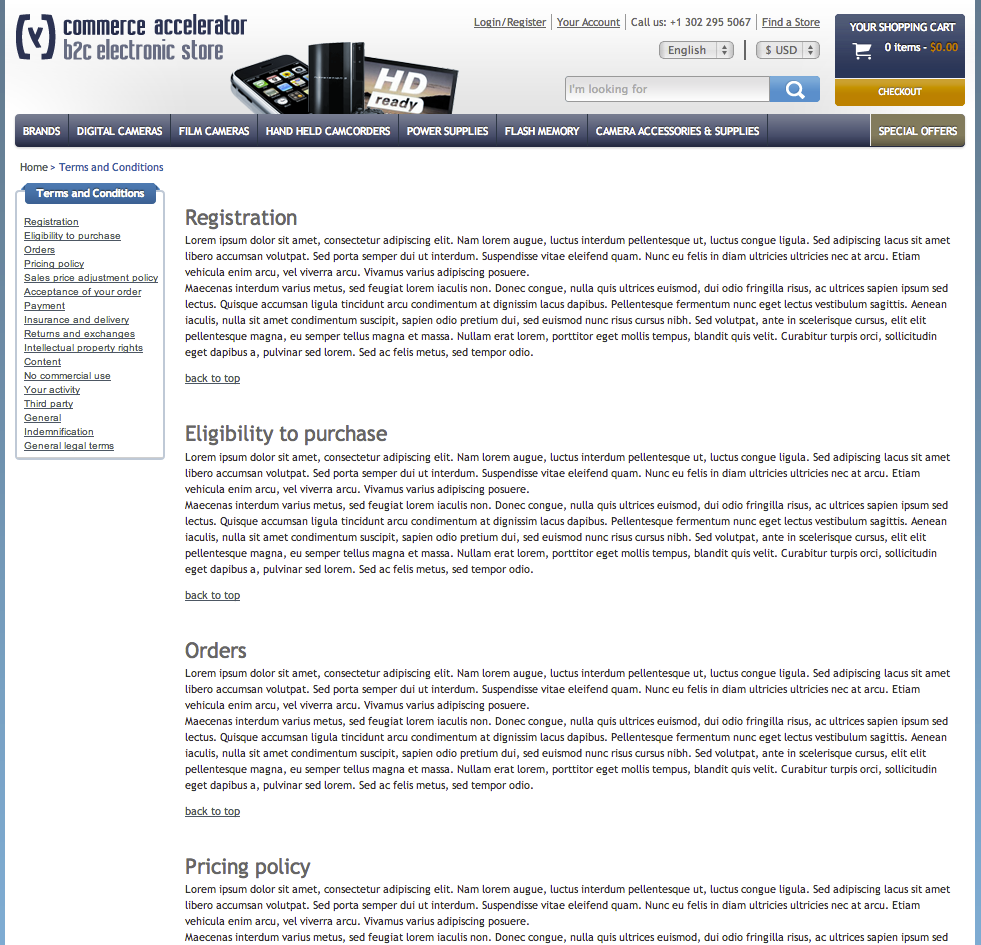 commerce accelerator
b2c electronic store
HD
ready
Login/Register Your Account Call us: +1 302 295 5067 Find a Store
English $ USD
I'm looking for
YOUR SHOPPING CART
0 items - $0.00
CHECKOUT
BRANDS DIGITAL CAMERAS FILM CAMERAS HAND HELD CAMCORDERS POWER SUPPLIES FLASH MEMORY CAMERA ACCESSORIES & SUPPLIES SPECIAL OFFERS
Home > Terms and Conditions
Terms and Conditions
Registration
Eligibility to purchase
Orders
Pricing policy
Sales price adjustment policy
Acceptance of your order
Payment
Insurance and delivery
Returns and exchanges
Intellectual property rights
Content
No commercial use
Your activity
Third party
General
Indemnification
General legal terms
Registration
Lorem ipsum dolor sit amet, consectetur adipiscing elit. Nam lorem augue, luctus interdum pellentesque ut, luctus congue ligula. Sed adipiscing lacus sit amet
libero accumsan volutpat. Sed porta semper dui ut interdum. Suspendisse vitae eleifend quam. Nunc eu felis in diam ultricies ultricies nec at arcu. Etiam
vehicula enim arcu, vel viverra arcu. Vivamus varius adipiscing posuere.
Maecenas interdum varius metus, sed feugiat lorem iaculis non. Donec congue, nulla quis ultrices euismod, dui odio fringilla risus, ac ultrices sapien ipsum sed
lectus. Quisque accumsan ligula tincidunt arcu condimentum at dignissim lacus dapibus. Pellentesque fermentum nunc eget lectus vestibulum sagittis. Aenean
iaculis, nulla sit amet condimentum suscipit, sapien odio pretium dui, sed euismod nunc risus cursus nibh. Sed volutpat, ante in scelerisque cursus, elit elit
pellentesque magna, eu semper tellus magna et massa. Nullam erat lorem, porttitor eget mollis tempus, blandit quis velit. Curabitur turpis orci, sollicitudin
eget dapibus a, pulvinar sed lorem. Sed ac felis metus, sed tempor odio.
back to top
Eligibility to purchase
Lorem ipsum dolor sit amet, consectetur adipiscing elit. Nam lorem augue, luctus interdum pellentesque ut, luctus congue ligula. Sed adipiscing lacus sit amet
libero accumsan volutpat. Sed porta semper dui ut interdum. Suspendisse vitae eleifend quam. Nunc eu felis in diam ultricies ultricies nec at arcu. Etiam
vehicula enim arcu, vel viverra arcu. Vivamus varius adipiscing posuere.
Maecenas interdum varius metus, sed feugiat lorem iaculis non. Donec congue, nulla quis ultrices euismod, dui odio fringilla risus, ac ultrices sapien ipsum sed
lectus. Quisque accumsan ligula tincidunt arcu condimentum at dignissim lacus dapibus. Pellentesque fermentum nunc eget lectus vestibulum sagittis. Aenean
iaculis, nulla sit amet condimentum suscipit, sapien odio pretium dui, sed euismod nunc risus cursus nibh. Sed volutpat, ante in scelerisque cursus, elit elit
pellentesque magna, eu semper tellus magna et massa. Nullam erat lorem, porttitor eget mollis tempus, blandit quis velit. Curabitur turpis orci, sollicitudin
eget dapibus a, pulvinar sed lorem. Sed ac felis metus, sed tempor odio.
back to top
Orders
Lorem ipsum dolor sit amet, consectetur adipiscing elit. Nam lorem augue, luctus interdum pellentesque ut, luctus congue ligula. Sed adipiscing lacus sit amet
libero accumsan volutpat. Sed porta semper dui ut interdum. Suspendisse vitae eleifend quam. Nunc eu felis in diam ultricies ultricies nec at arcu. Etiam
vehicula enim arcu, vel viverra arcu. Vivamus varius adipiscing posuere.
Maecenas interdum varius metus, sed feugiat lorem iaculis non. Donec congue, nulla quis ultrices euismod, dui odio fringilla risus, ac ultrices sapien ipsum sed
lectus. Quisque accumsan ligula tincidunt arcu condimentum at dignissim lacus dapibus. Pellentesque fermentum nunc eget lectus vestibulum sagittis. Aenean
iaculis, nulla sit amet condimentum suscipit, sapien odio pretium dui, sed euismod nunc risus cursus nibh. Sed volutpat, ante in scelerisque cursus, elit elit
pellentesque magna, eu semper tellus magna et massa. Nullam erat lorem, porttitor eget mollis tempus, blandit quis velit. Curabitur turpis orci, sollicitudin
eget dapibus a, pulvinar sed lorem. Sed ac felis metus, sed tempor odio.
back to top
Pricing policy
Lorem ipsum dolor sit amet, consectetur adipiscing elit. Nam lorem augue, luctus interdum pellentesque ut, luctus congue ligula. Sed adipiscing lacus sit amet
libero accumsan volutpat. Sed porta semper dui ut interdum. Suspendisse vitae eleifend quam. Nunc eu felis in diam ultricies ultricies nec at arcu. Etiam
vehicula enim arcu, vel viverra arcu. Vivamus varius adipiscing posuere.
Maecenas interdum varius metus, sed feugiat lorem iaculis non. Donec congue, nulla quis ultrices euismod, dui odio fringilla risus, ac ultrices sapien ipsum sed